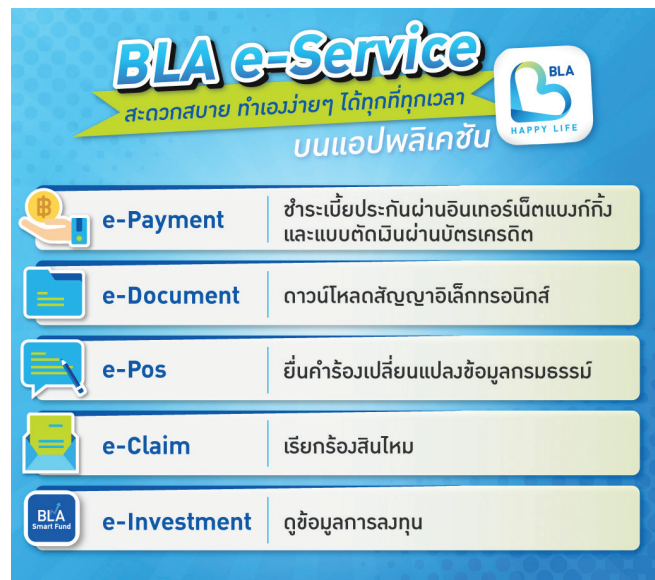 BLA e-Service
สะดวกสบาย ทำเองง่ายๆ ได้ทุกที่ทุกเวลา
บนแอปพลิเคชัน
BLA
HAPPY LIFE
e-Payment
ชำระเบี้ยประกันผ่านอินเทอร์เน็ตแบงก์กิ้ง
และแบบตัดเงินผ่านบัตรเครดิต
e-Document
ดาวน์โหลดสัญญาอิเล็กทรอนิกส์
e-Pos
ยื่นคำร้องเปลี่ยนแปลงข้อมูลกรมธรรม์
e-Claim
เรียกร้องสินไหม
BLA
Smart Fund
e-Investment
ดูข้อมูลการลงทุน